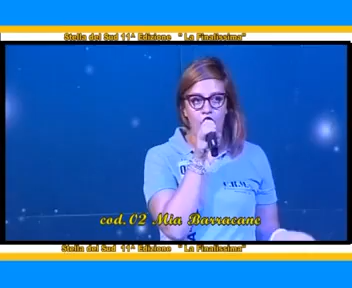 Stella del Sud 11^ Edizione "La Finalissima"
cod. 02 Mia Barracane
Stella del Sud 11^ Edizione "La Finalissima"